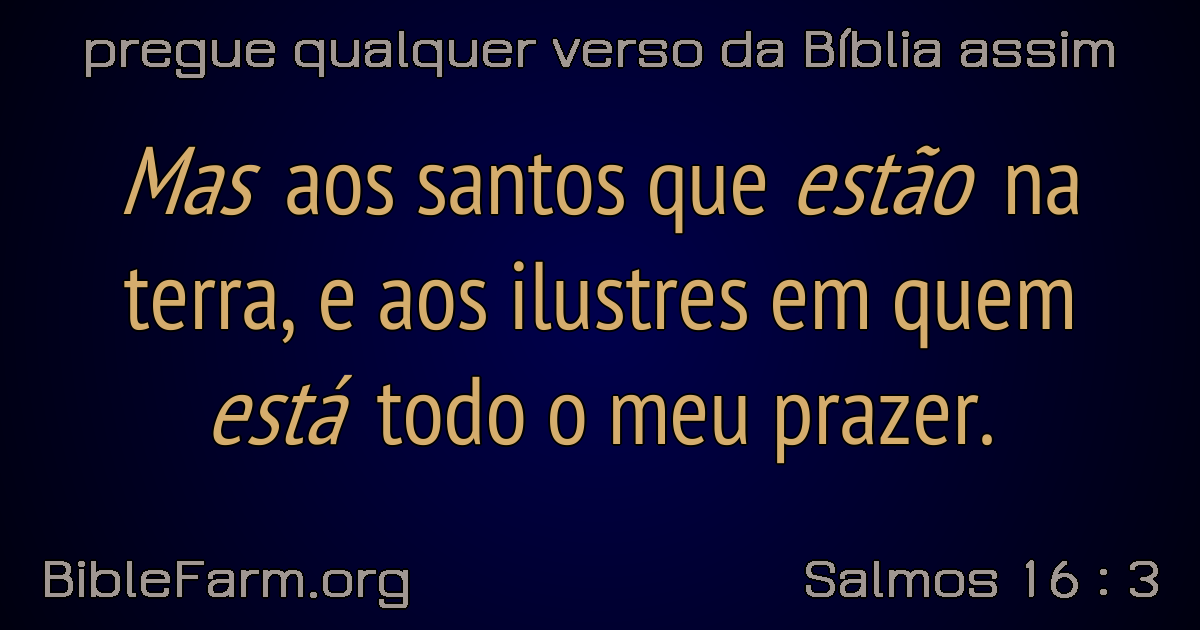 pregue qualquer verso da Bíblia assim
Mas aos santos que estão na
terra, e aos ilustres em quem
está todo o meu prazer.
BibleFarm.org
Salmos 16 : 3